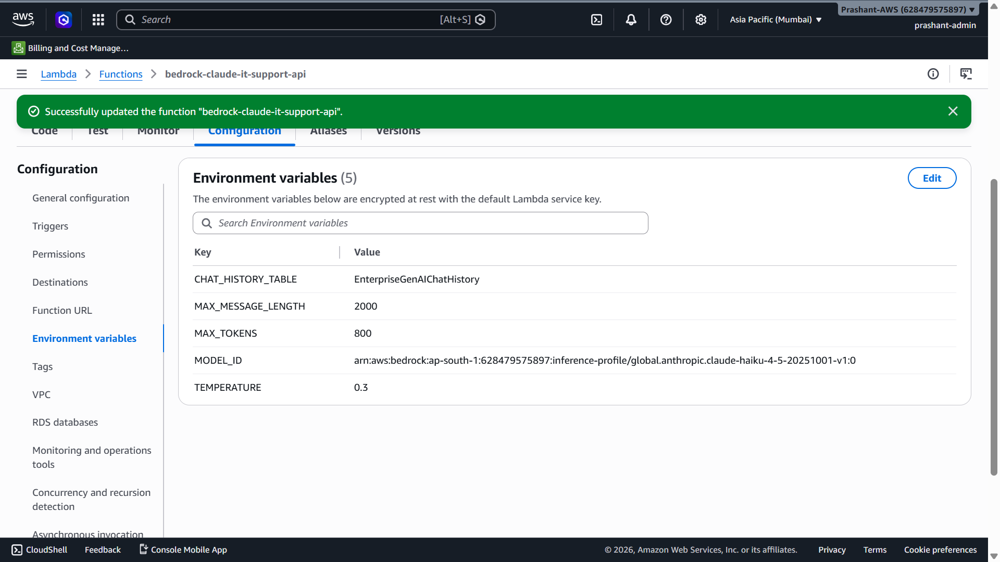 aws
Search [Alt+S]
Asia Pacific (Mumbai) ▼
Prashant-AWS (628479575897) ▼
prashant-admin
Billing and Cost Manage...
Lambda > Functions > bedrock-claude-it-support-api
Successfully updated the function "bedrock-claude-it-support-api".
Code Test Monitor Configuration Aliases Versions
Configuration
General configuration
Triggers
Permissions
Destinations
Function URL
Environment variables
Tags
VPC
RDS databases
Monitoring and operations
tools
Concurrency and recursion
detection
Asynchronous invocation
Environment variables (5)
Edit
The environment variables below are encrypted at rest with the default Lambda service key.
Search Environment variables
Key Value
CHAT_HISTORY_TABLE EnterpriseGenAIChatHistory
MAX_MESSAGE_LENGTH 2000
MAX_TOKENS 800
MODEL_ID arn:aws:bedrock:ap-south-1:628479575897:inference-profile/global.anthropic.claude-haiku-4-5-20251001-v1:0
TEMPERATURE 0.3
CloudShell Feedback Console Mobile App
© 2026, Amazon Web Services, Inc. or its affiliates. Privacy Terms Cookie preferences